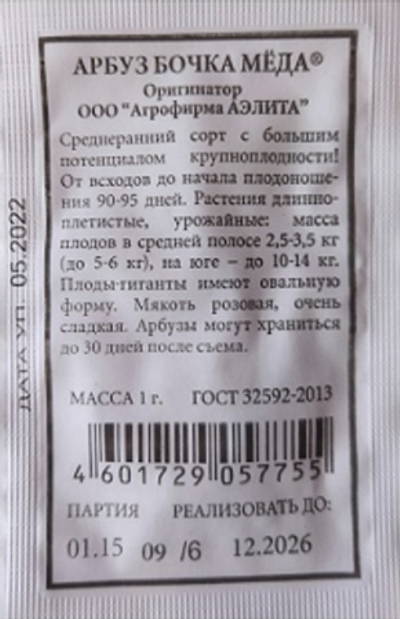 АРБУЗ БОЧКА МЁДА®
Оригинатор
ООО "Агрофирма АЭЛИТА"
Среднеранний сорт с большим
потенциалом крупноплодности!
От всходов до начала плодоноше-
ния 90-95 дней. Растения длинно-
плетистые, урожайные: масса
плодов в средней полосе 2,5-3,5 кг
(до 5-6 кг), на юге – до 10-14 кг.
Плоды-гиганты имеют овальную
форму. Мякоть розовая, очень
сладкая. Арбузы могут храниться
до 30 дней после съема.
МАССА 1 г. ГОСТ 32592-2013
4 601729 057755
ПАРТИЯ РЕАЛИЗОВАТЬ ДО:
01.15 09 /6 12.2026
ДАТА УП. 05.2022